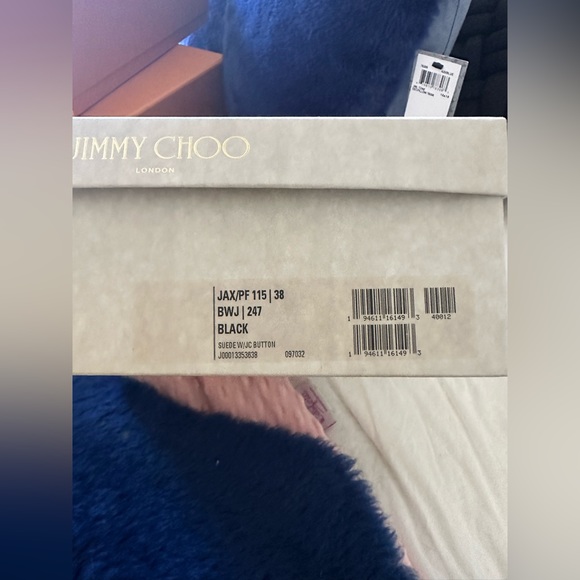 JIMMY CHOO
LONDON
JAX/PF 115 | 38
BWJ | 247
BLACK
SUEDE W/JC BUTTON
J00013353838 097032
1 94611 16149 3 40012
1 94611 16149 3